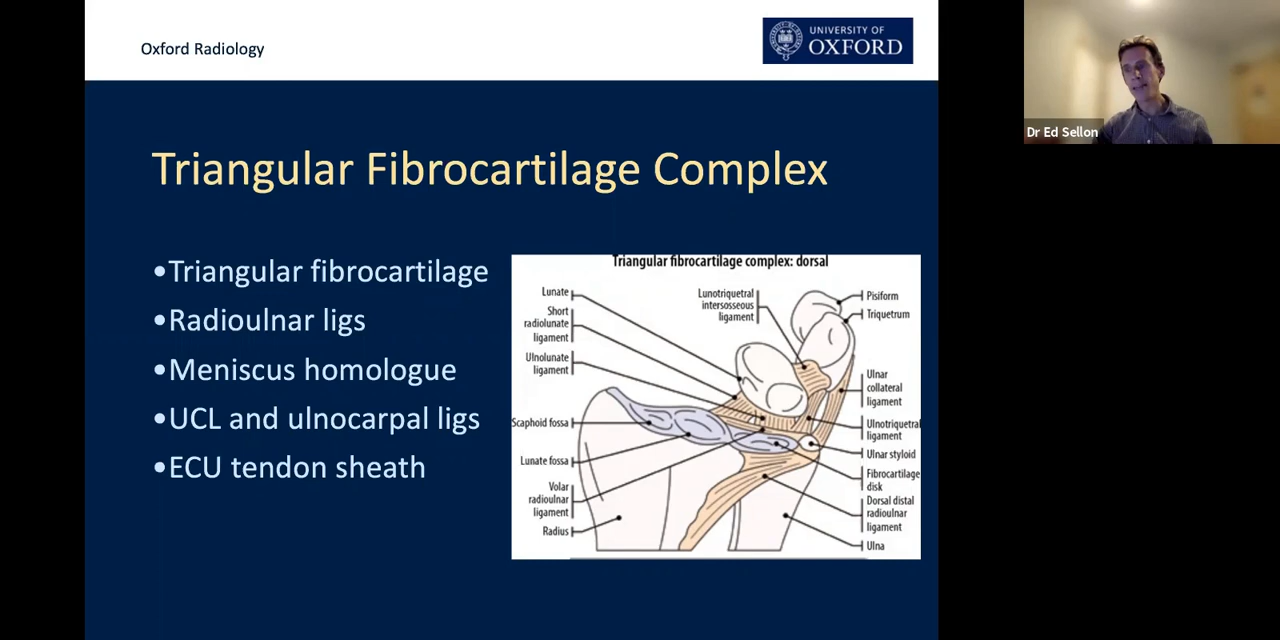 Oxford Radiology
UNIVERSITY OF
OXFORD
Dr Ed Sellon
Triangular Fibrocartilage Complex
•Triangular fibrocartilage
•Radioulnar ligs
•Meniscus homologue
•UCL and ulnocarpal ligs
•ECU tendon sheath
Triangular fibrocartilage complex: dorsal
Lunate
Short
radiolunate
ligament
Ulnolunate
ligament
Scaphoid fossa
Lunate fossa
Volar
radioulnar
ligament
Radius
Lunotriquetral
intersosseous
ligament
Pisiform
Triquetrum
Ulnar
collateral
ligament
Ulnotriquetral
ligament
Ulnar styloid
Fibrocartilage
disk
Dorsal distal
radioulnar
ligament
Ulna